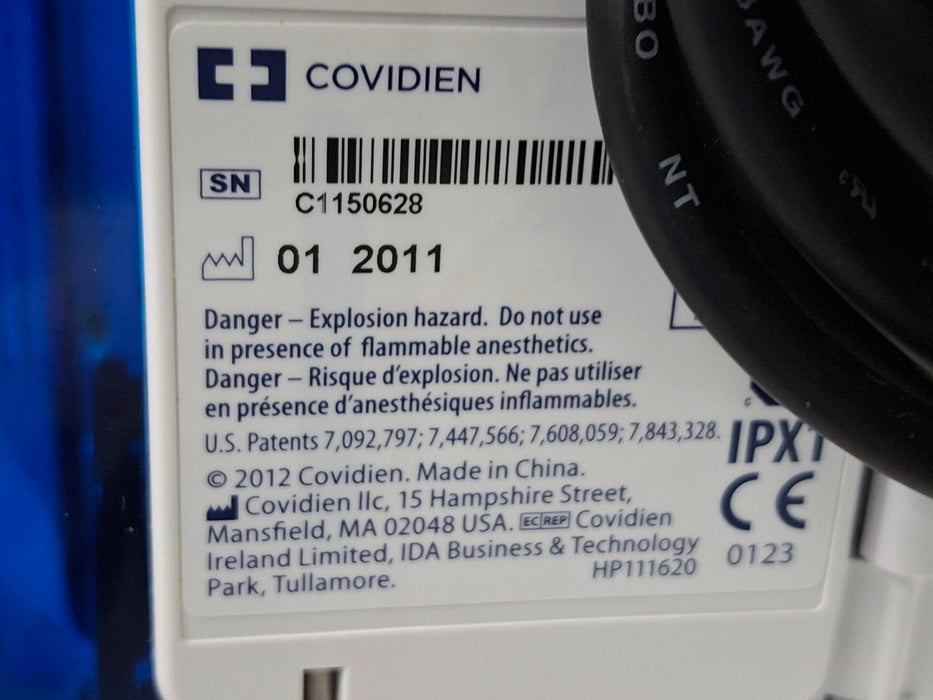 COVIDIEN
SN
C1150628
01 2011
Danger – Explosion hazard. Do not use
in presence of flammable anesthetics.
Danger – Risque d'explosion. Ne pas utiliser
en présence d'anesthésiques inflammables.
U.S. Patents 7,092,797; 7,447,566; 7,608,059; 7,843,328.
© 2012 Covidien. Made in China.
Covidien llc, 15 Hampshire Street,
Mansfield, MA 02048 USA. EC REP Covidien
Ireland Limited, IDA Business & Technology
Park, Tullamore.
HP111620
IPX1
CE
0123
NT
AWG